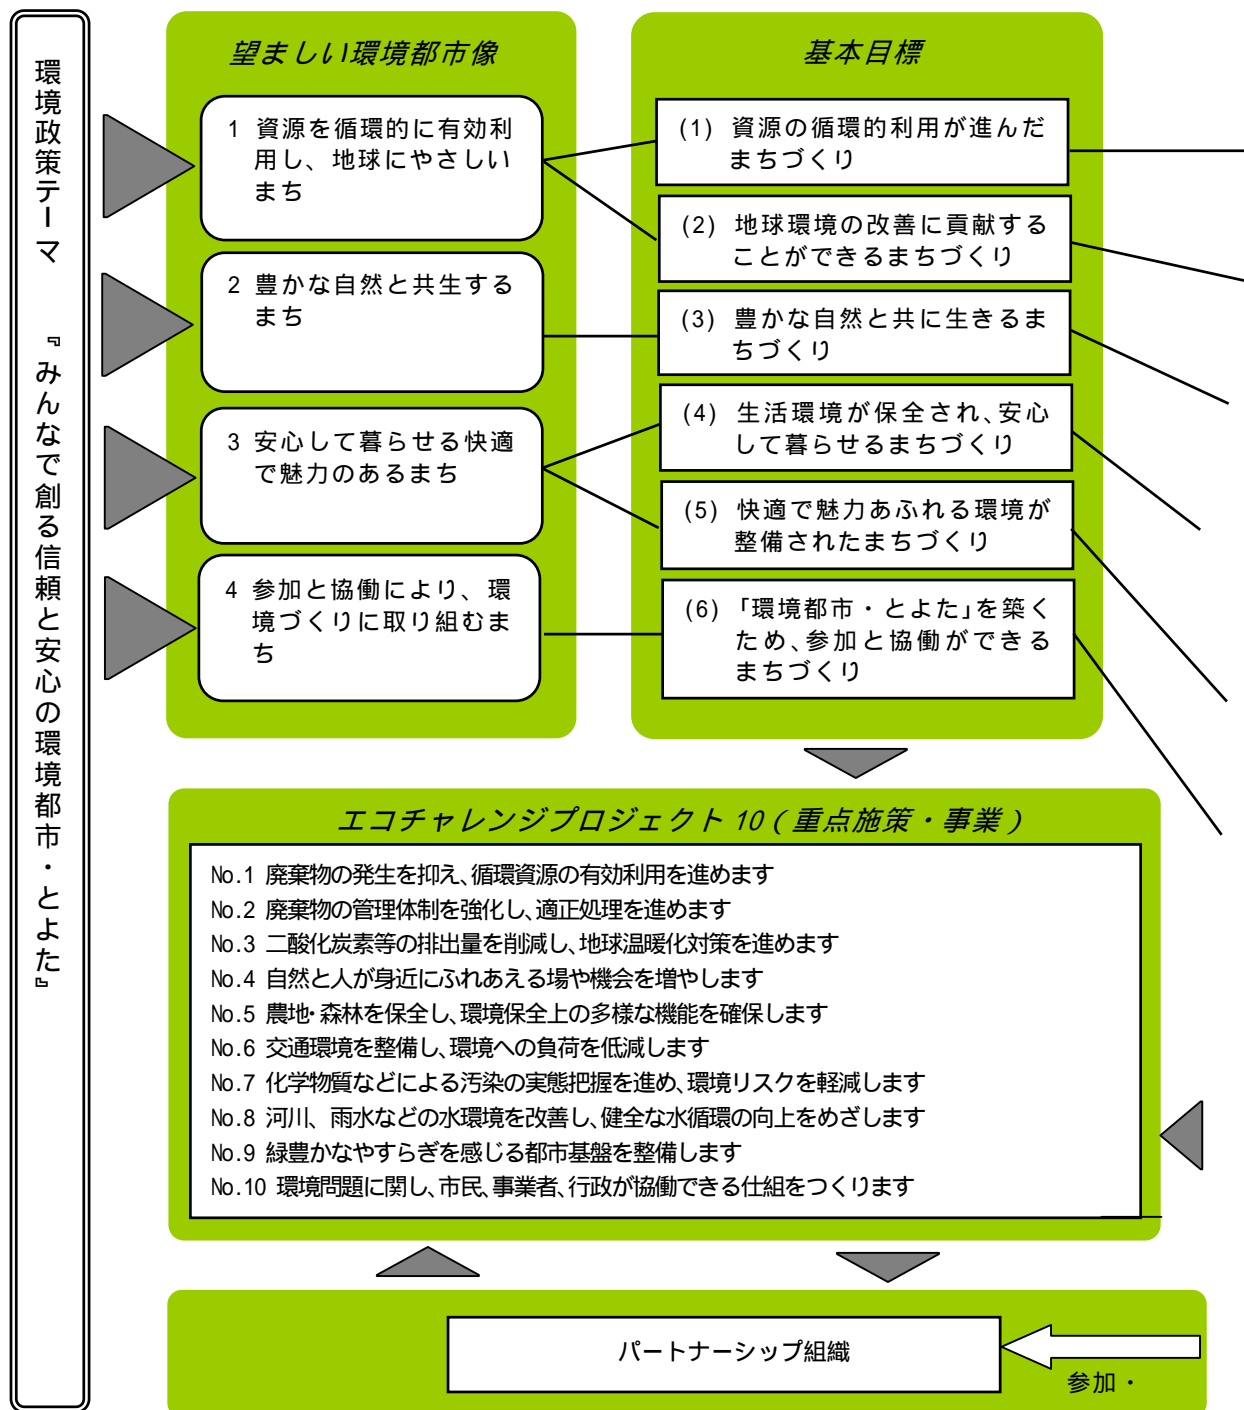 環境政策テーマ 『みんなで創る信頼と安心の環境都市・とよた』
望ましい環境都市像
1 資源を循環的に有効利
用し、地球にやさしい
まち
2 豊かな自然と共生する
まち
3 安心して暮らせる快適
で魅力のあるまち
4 参加と協働により、環
境づくりに取り組むま
ち
基本目標
(1) 資源の循環的利用が進んだ
まちづくり
(2) 地球環境の改善に貢献する
ことができるまちづくり
(3) 豊かな自然と共に生きるま
ちづくり
(4) 生活環境が保全され、安心
して暮らせるまちづくり
(5) 快適で魅力あふれる環境が
整備されたまちづくり
(6) 「環境都市・とよた」を築く
ため、参加と協働ができる
まちづくり
エコチャレンジプロジェクト 10（重点施策・事業）
No.1 廃棄物の発生を抑え、循環資源の有効利用を進めます
No.2 廃棄物の管理体制を強化し、適正処理を進めます
No.3 二酸化炭素等の排出量を削減し、地球温暖化対策を進めます
No.4 自然と人が身近にふれあえる場や機会を増やします
No.5 農地・森林を保全し、環境保全上の多様な機能を確保します
No.6 交通環境を整備し、環境への負荷を低減します
No.7 化学物質などによる汚染の実態把握を進め、環境リスクを軽減します
No.8 河川、雨水などの水環境を改善し、健全な水循環の向上をめざします
No.9 緑豊かなやすらぎを感じる都市基盤を整備します
No.10 環境問題に関し、市民、事業者、行政が協働できる仕組をつくります
パートナーシップ組織
参加・